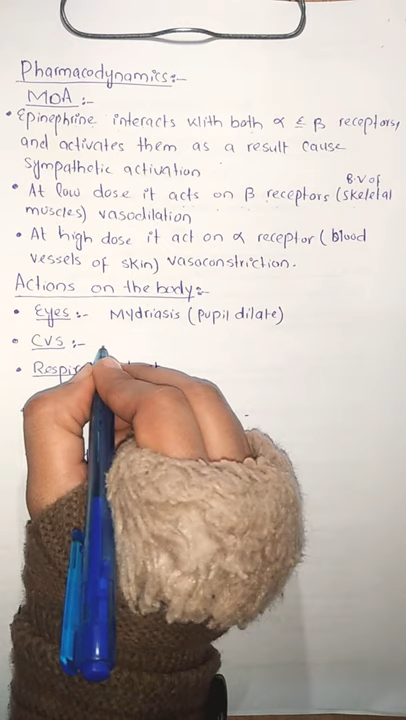 Pharmacodynamics:-
MOA :-
• Epinephrine interacts with both α & β receptors,
and activates them as a result cause
sympathetic activation
B.V of
• At low dose it acts on β receptors (skeletal
muscles) vasodilation
• At high dose it act on α receptor (blood
vessels of skin) vasoconstriction.
Actions on the body:-
• Eyes :- Mydriasis (pupil dilate)
• CVS :-